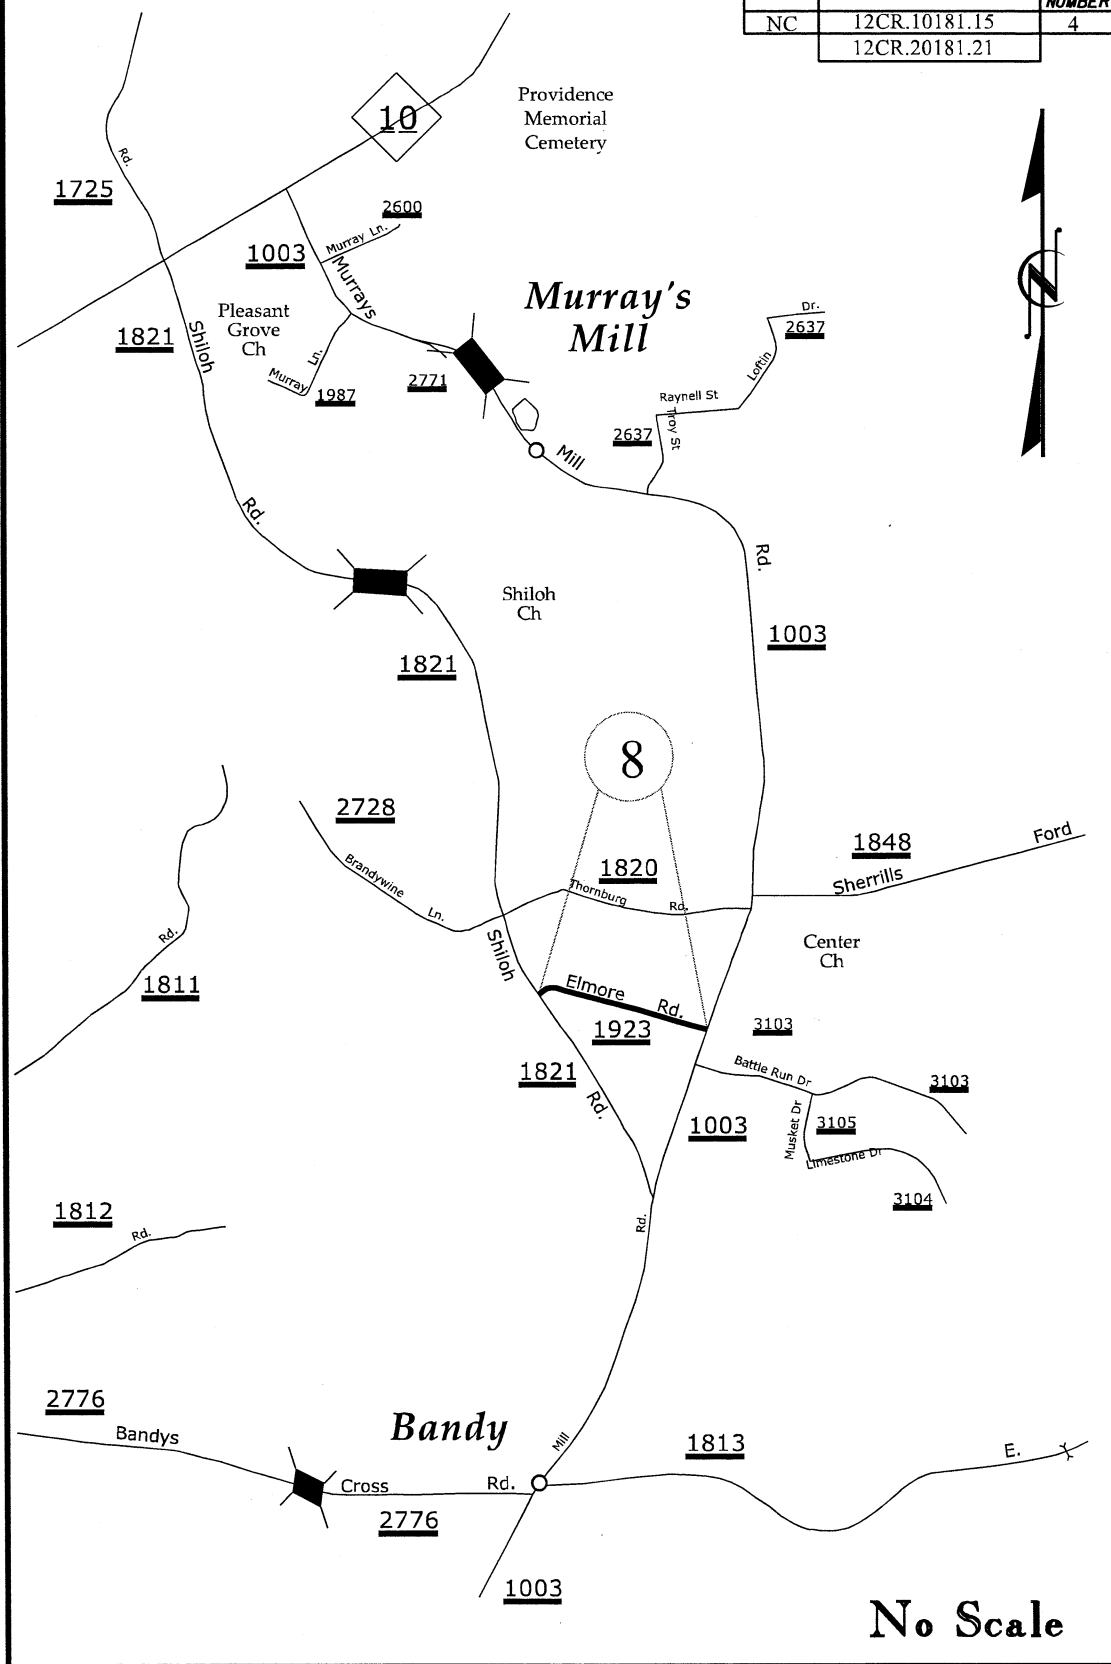 NUMBER
NC 12CR.10181.15 4
12CR.20181.21
10
Providence
Memorial
Cemetery
Rd.
1725
2600
Murray Ln.
1003
Murrays
Murray's
Mill
Pleasant
Grove
Ch
1821
Shiloh
Dr.
2637
Loftin
Ln.
Murray
1987
2771
Raynell St
Troy St
2637
Mill
Rd.
Rd.
Shiloh
Ch
1003
1821
N
8
2728
Brandywine
Ln.
1820
Thornburg
Rd.
1848
Sherrills
Ford
Rd.
1811
Shiloh
Center
Ch
Elmore
Rd.
1923
3103
1821
Rd.
Battle Run Dr
3103
1003
Musket Dr
3105
Limestone Dr
3104
1812
Rd.
Rd.
2776
Bandys
Bandy
Mill
1813
E.
Cross
Rd.
2776
1003
No Scale